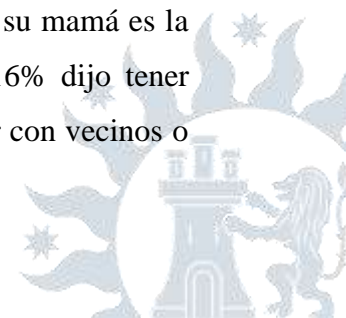 su mamá es la
6% dijo tener
con vecinos o